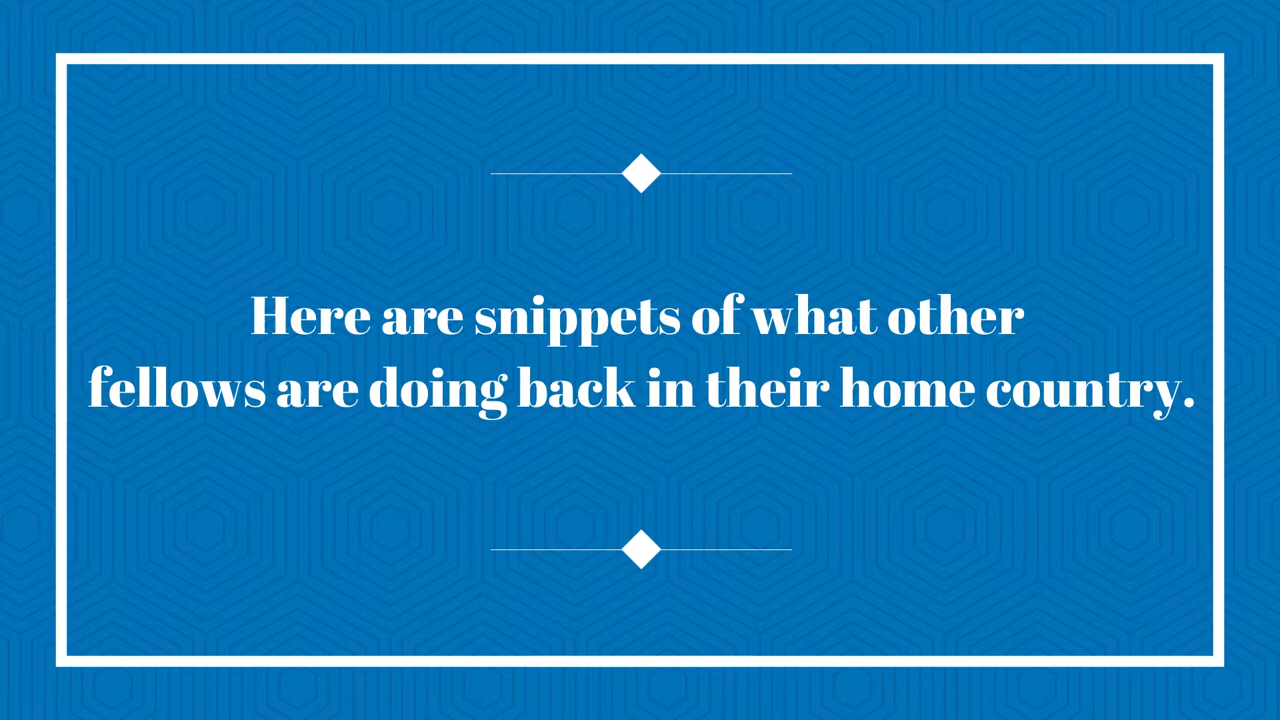 Here are snippets of what other
fellows are doing back in their home country.